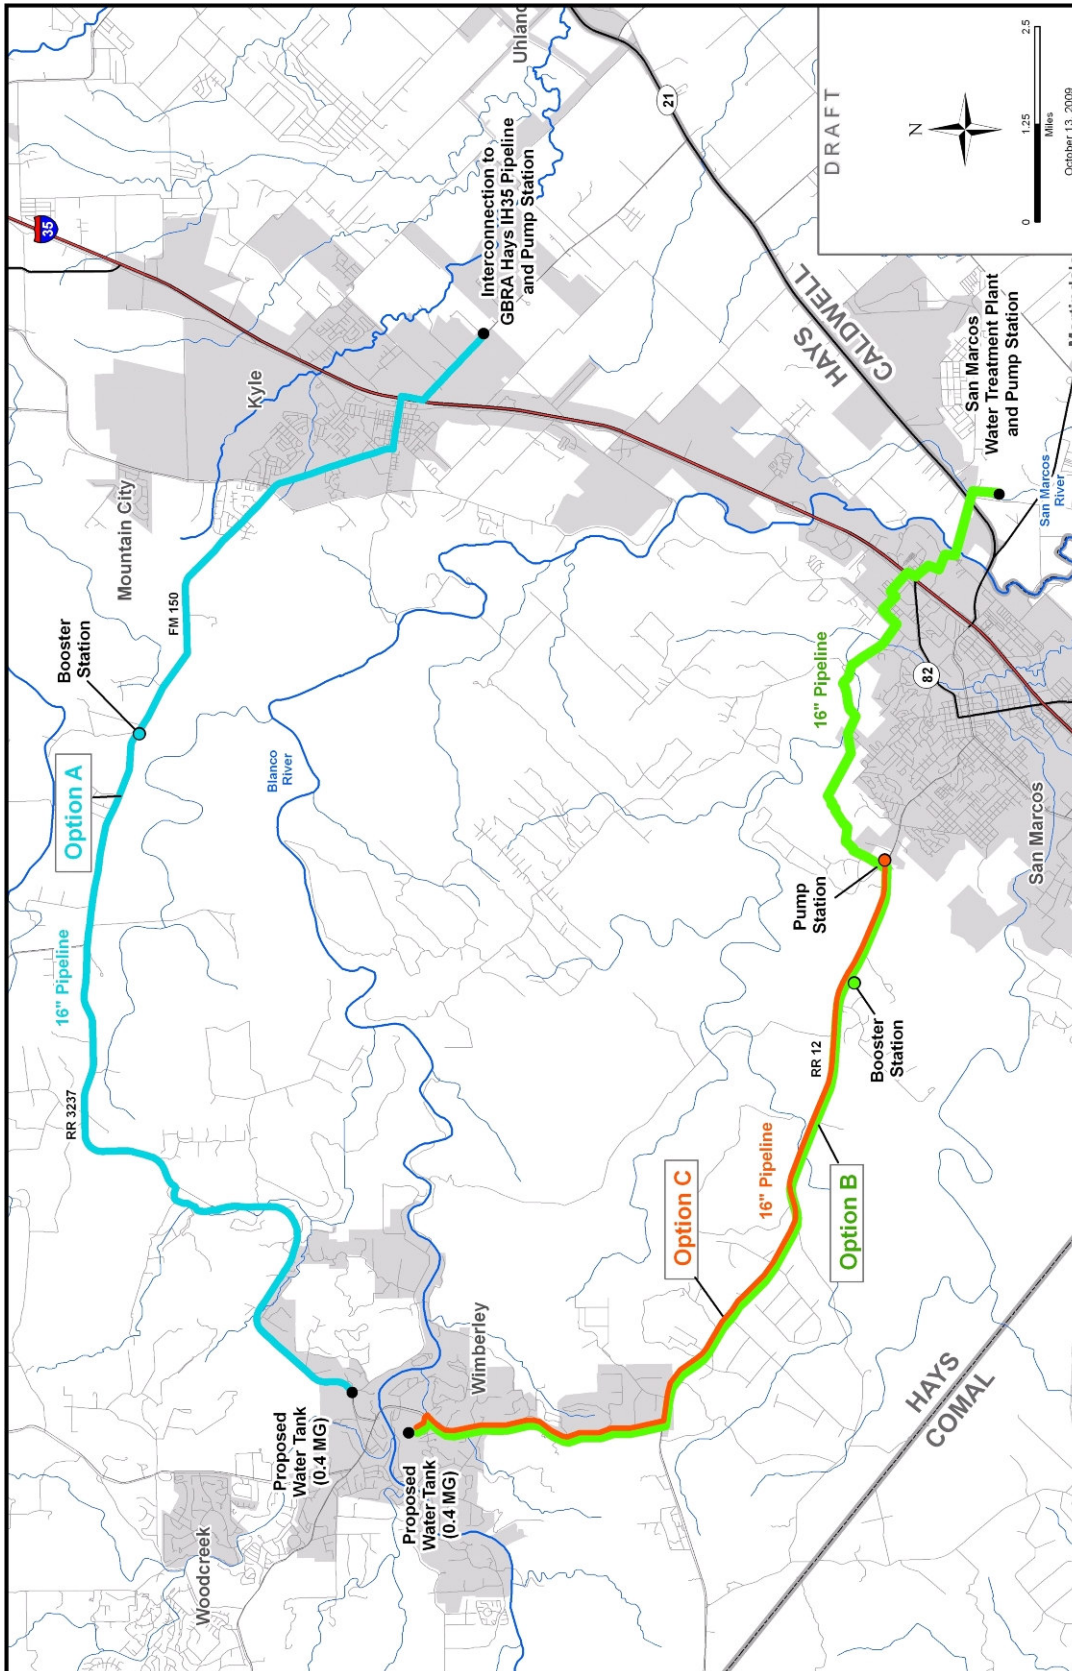 Uhland
35
21
Interconnection to
GBRA Hays IH35 Pipeline
and Pump Station
Kyle
Mountain City
FM 150
Booster
Station
Option A
16" Pipeline
RR 3237
Blanco
River
HAYS
CALDWELL
DRAFT
N
0
1.25
2.5
Miles
October 13, 2009
San Marcos
Water Treatment Plant
and Pump Station
San Marcos
River
82
16" Pipeline
San Marcos
Pump
Station
Booster
Station
RR 12
16" Pipeline
Option C
Option B
Wimberley
Proposed
Water Tank
(0.4 MG)
Proposed
Water Tank
(0.4 MG)
Woodcreek
HAYS
COMAL